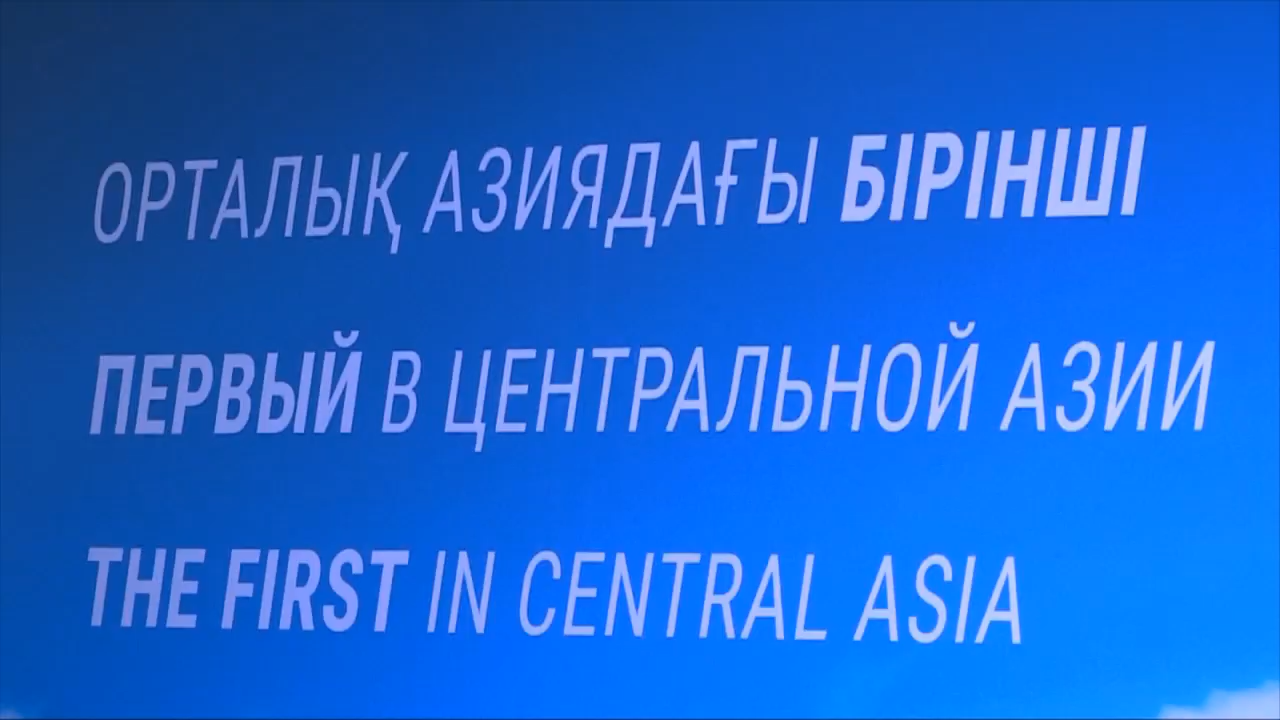 ОРТАЛЫҚ АЗИЯДАҒЫ БІРІНШІ
ПЕРВЫЙ В ЦЕНТРАЛЬНОЙ АЗИИ
THE FIRST IN CENTRAL ASIA